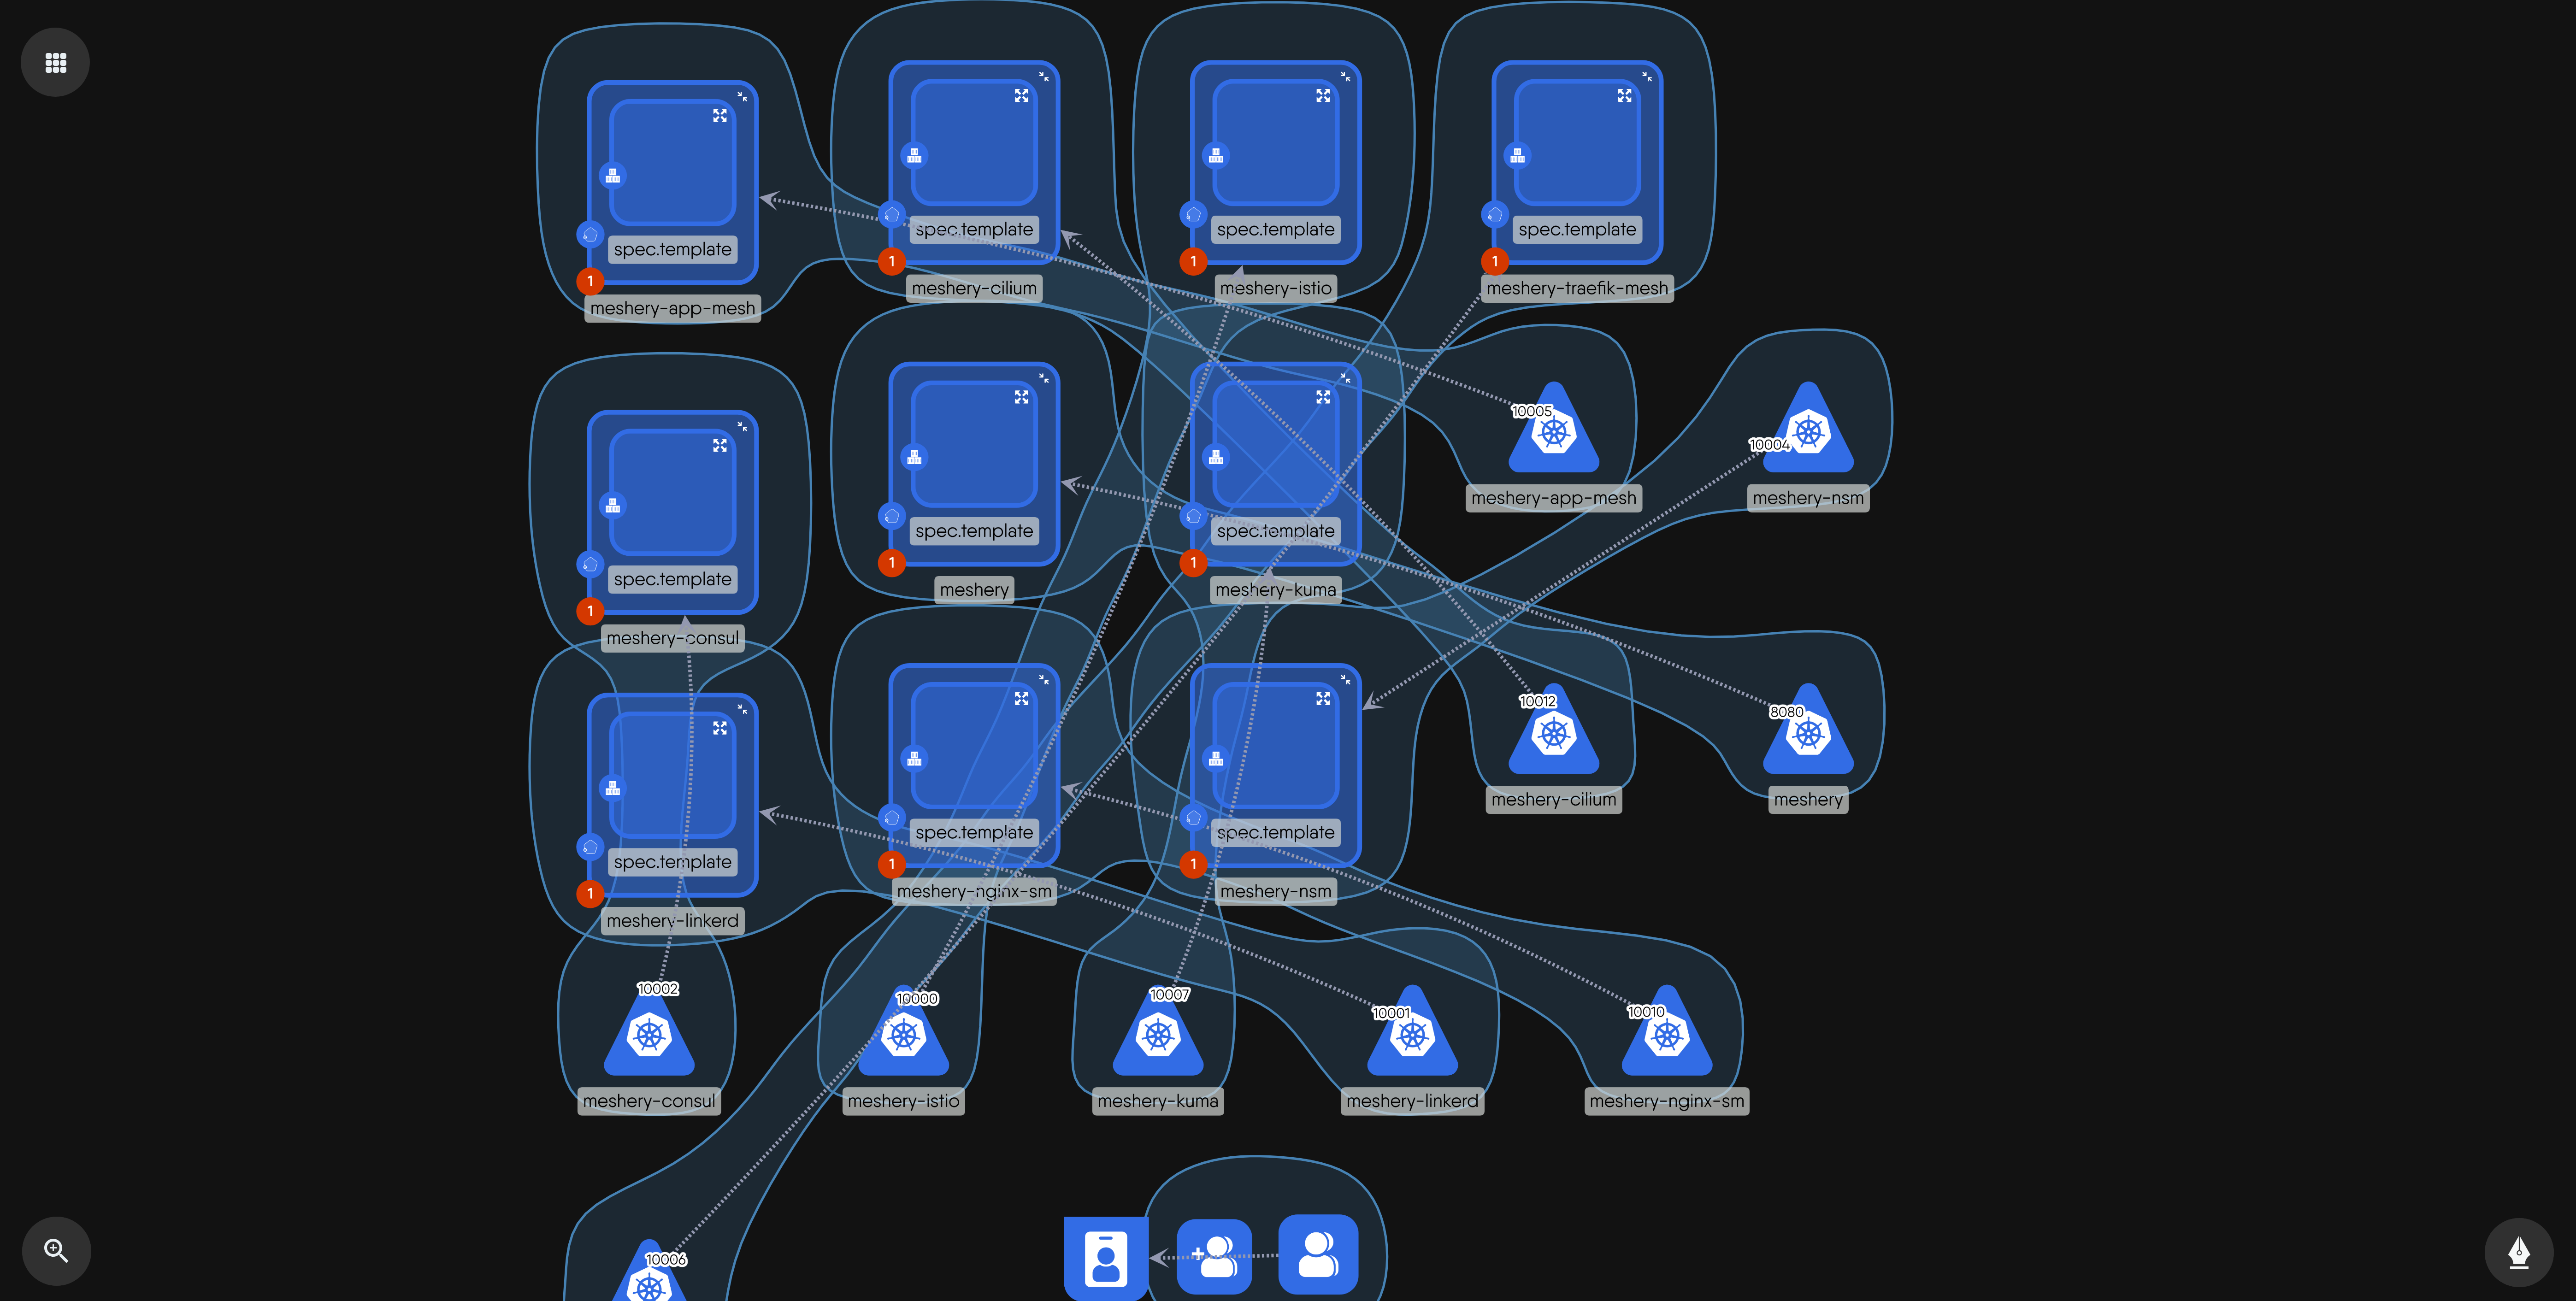 spec.template
spec.template
spec.template
spec.template
1
1
1
1
meshery-app-mesh
meshery-cilium
meshery-istio
meshery-traefik-mesh
10005
10004
meshery-app-mesh
meshery-nsm
spec.template
spec.template
spec.template
1
1
1
meshery-consul
meshery
meshery-kuma
10012
8080
meshery-cilium
meshery
spec.template
spec.template
spec.template
1
1
1
meshery-linkerd
meshery-nginx-sm
meshery-nsm
10002
10000
10007
10001
10010
meshery-consul
meshery-istio
meshery-kuma
meshery-linkerd
meshery-nginx-sm
10006